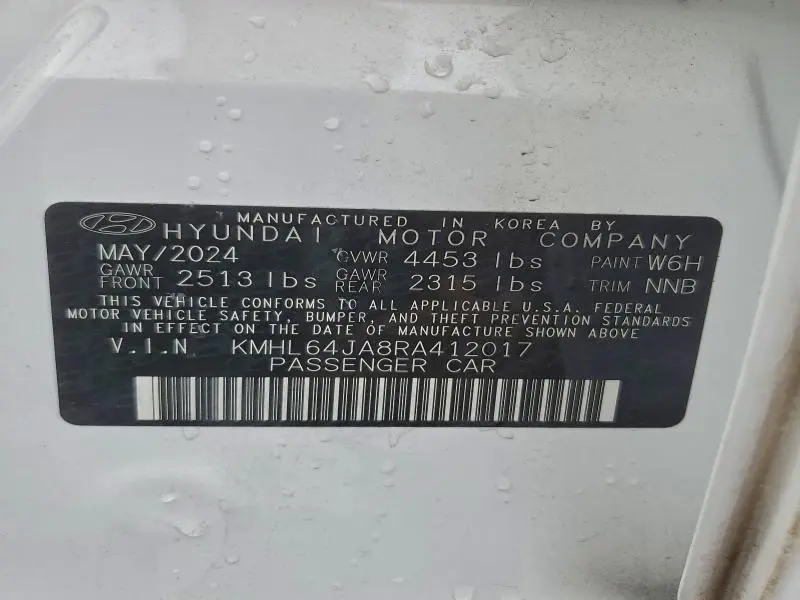 MANUFACTURED IN KOREA BY
HYUNDAI MOTOR COMPANY
MAY/2024 GVWR 4453 lbs PAINT W6H
GAWR FRONT 2513 lbs GAWR REAR 2315 lbs TRIM NNB
THIS VEHICLE CONFORMS TO ALL APPLICABLE U.S.A. FEDERAL
MOTOR VEHICLE SAFETY, BUMPER, AND THEFT PREVENTION STANDARDS
IN EFFECT ON THE DATE OF MANUFACTURE SHOWN ABOVE
V.I.N. KMHL64JA8RA412017
PASSENGER CAR